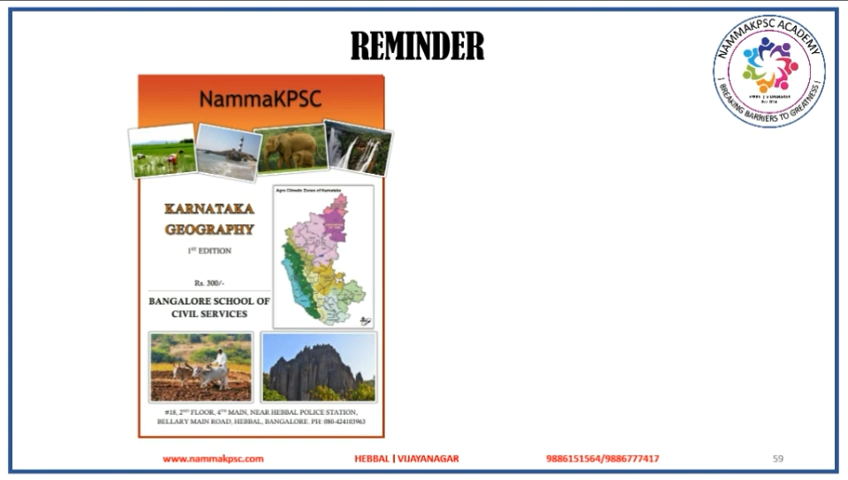 REMINDER
NAMMAKPSC ACADEMY
| BREAKING BARRIERS TO GREATNESS |
NammaKPSC
Agro Climatic Zones of Karnataka
KARNATAKA
GEOGRAPHY
1ST EDITION
Rs. 300/-
BANGALORE SCHOOL OF
CIVIL SERVICES
#18, 2ND FLOOR, 4TH MAIN, NEAR HEBBAL POLICE STATION,
BELLARY MAIN ROAD, HEBBAL, BANGALORE. PH: 080-424103963
www.nammakpsc.com
HEBBAL | VIJAYANAGAR
9886151564/9886777417
59